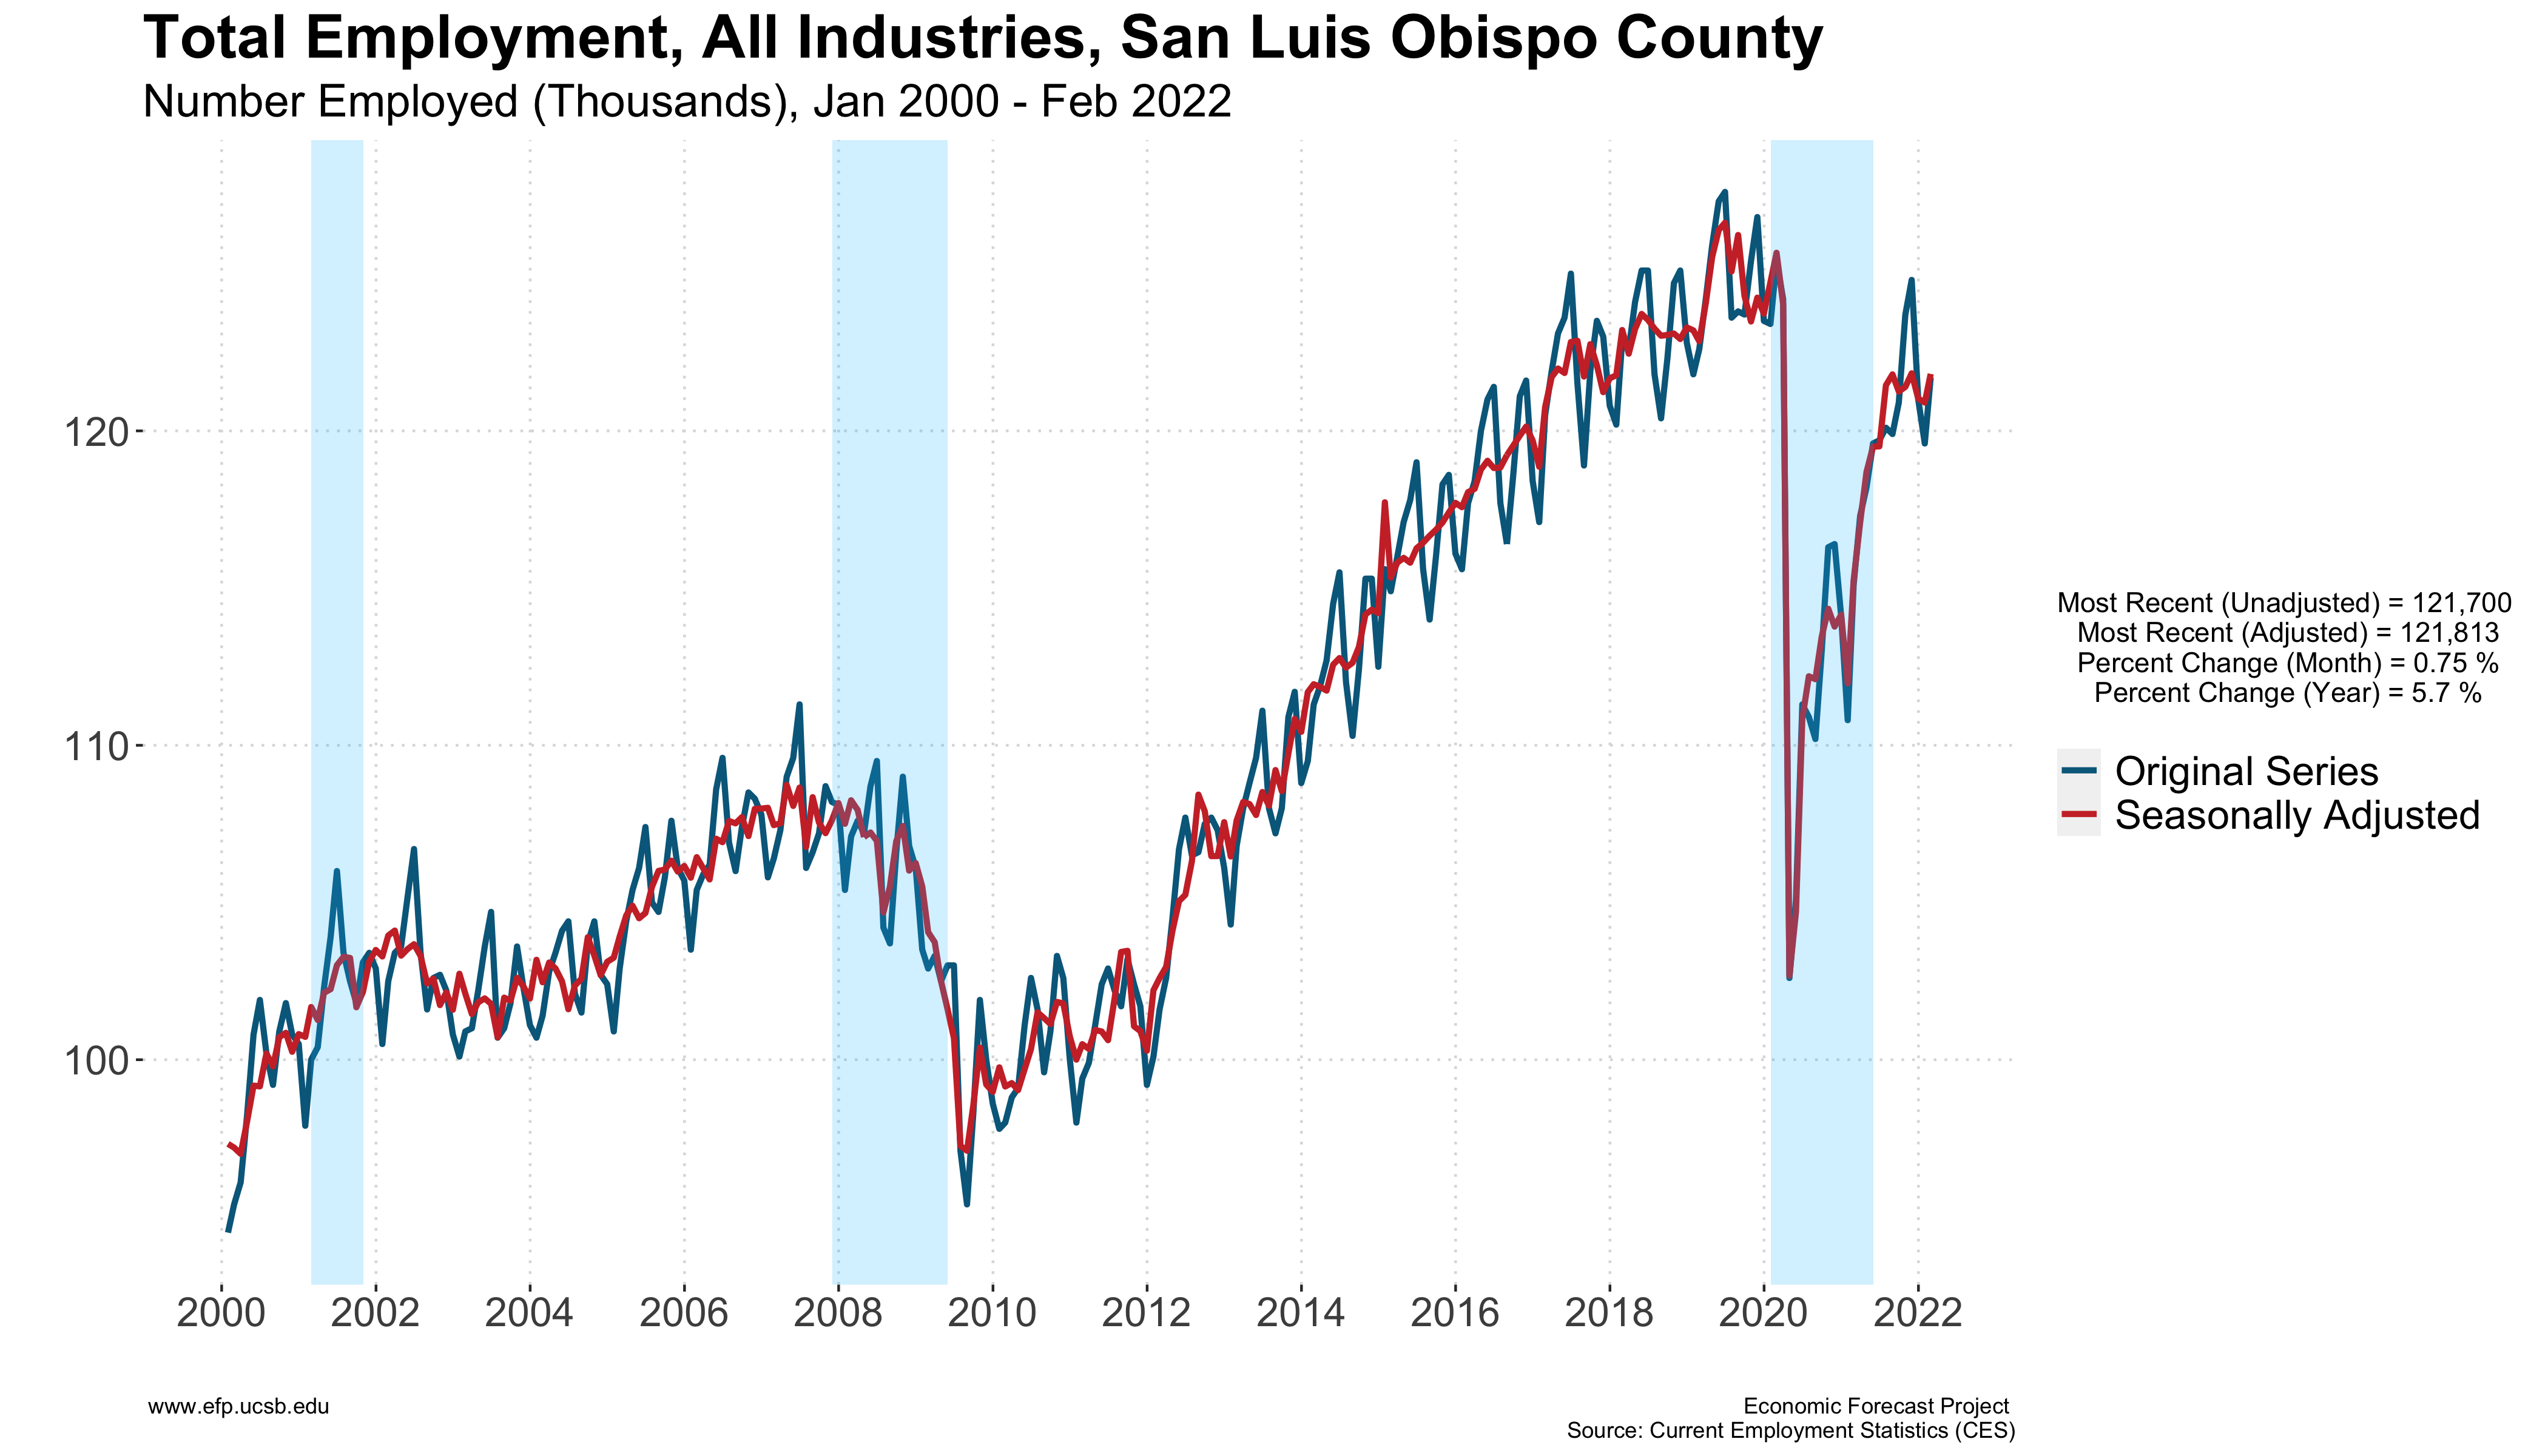 Total Employment, All Industries, San Luis Obispo County
Number Employed (Thousands), Jan 2000 - Feb 2022
120
110
100
2000 2002 2004 2006 2008 2010 2012 2014 2016 2018 2020 2022
Most Recent (Unadjusted) = 121,700
Most Recent (Adjusted) = 121,813
Percent Change (Month) = 0.75 %
Percent Change (Year) = 5.7 %
Original Series
Seasonally Adjusted
www.efp.ucsb.edu
Economic Forecast Project
Source: Current Employment Statistics (CES)